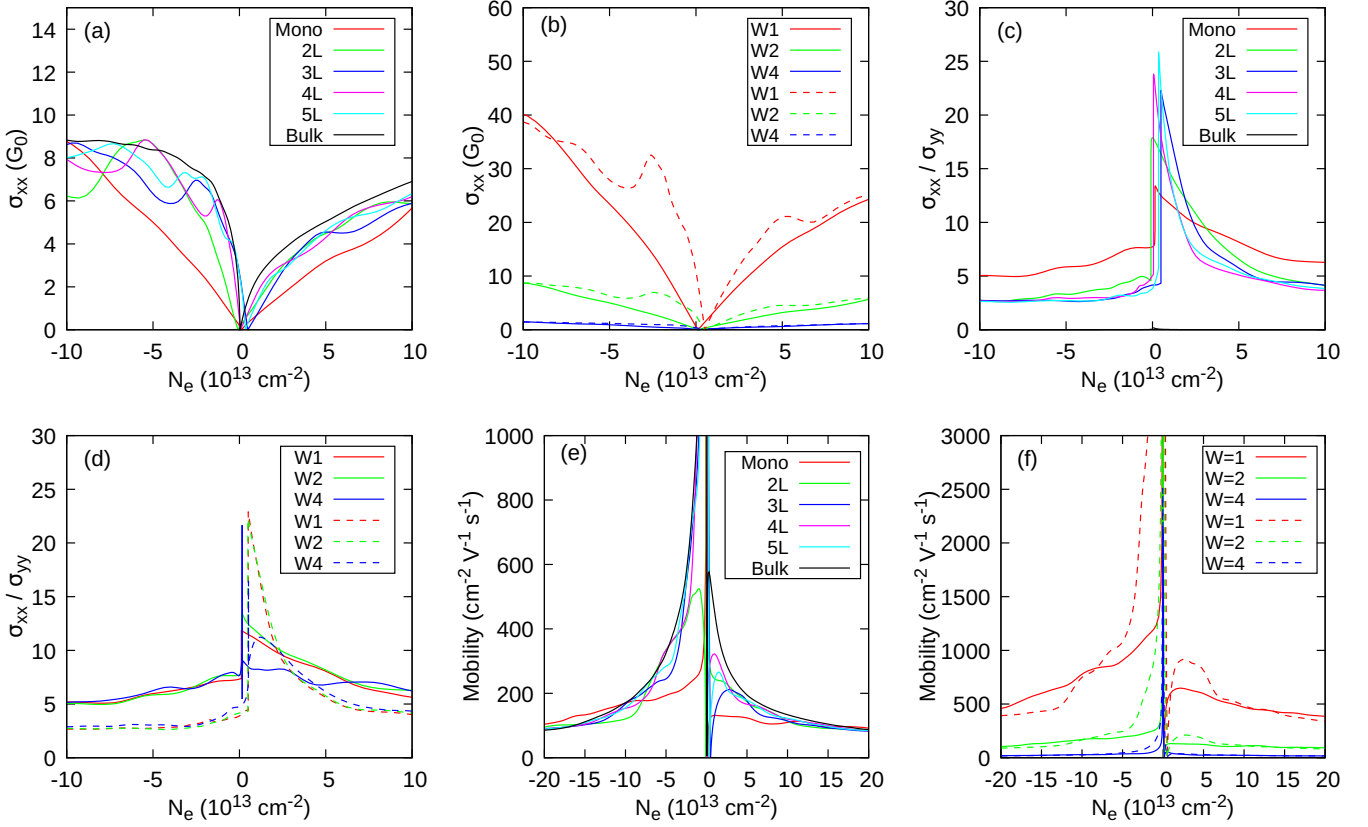 (a)
Mono
2L
3L
4L
5L
Bulk
14
12
10
8
6
4
2
0
σxx (G0)
-10
-5
0
5
10
Ne (10^13 cm^-2)
(b)
W1
W2
W4
W1
W2
W4
60
50
40
30
20
10
0
σxx (G0)
-10
-5
0
5
10
Ne (10^13 cm^-2)
(c)
Mono
2L
3L
4L
5L
Bulk
30
25
20
15
10
5
0
σxx / σyy
-10
-5
0
5
10
Ne (10^13 cm^-2)
(d)
W1
W2
W4
W1
W2
W4
30
25
20
15
10
5
0
σxx / σyy
-10
-5
0
5
10
Ne (10^13 cm^-2)
(e)
Mono
2L
3L
4L
5L
Bulk
1000
800
600
400
200
0
Mobility (cm^-2 V^-1 s^-1)
-20
-15
-10
-5
0
5
10
15
20
Ne (10^13 cm^-2)
(f)
W=1
W=2
W=4
W=1
W=2
W=4
3000
2500
2000
1500
1000
500
0
Mobility (cm^-2 V^-1 s^-1)
-20
-15
-10
-5
0
5
10
15
20
Ne (10^13 cm^-2)